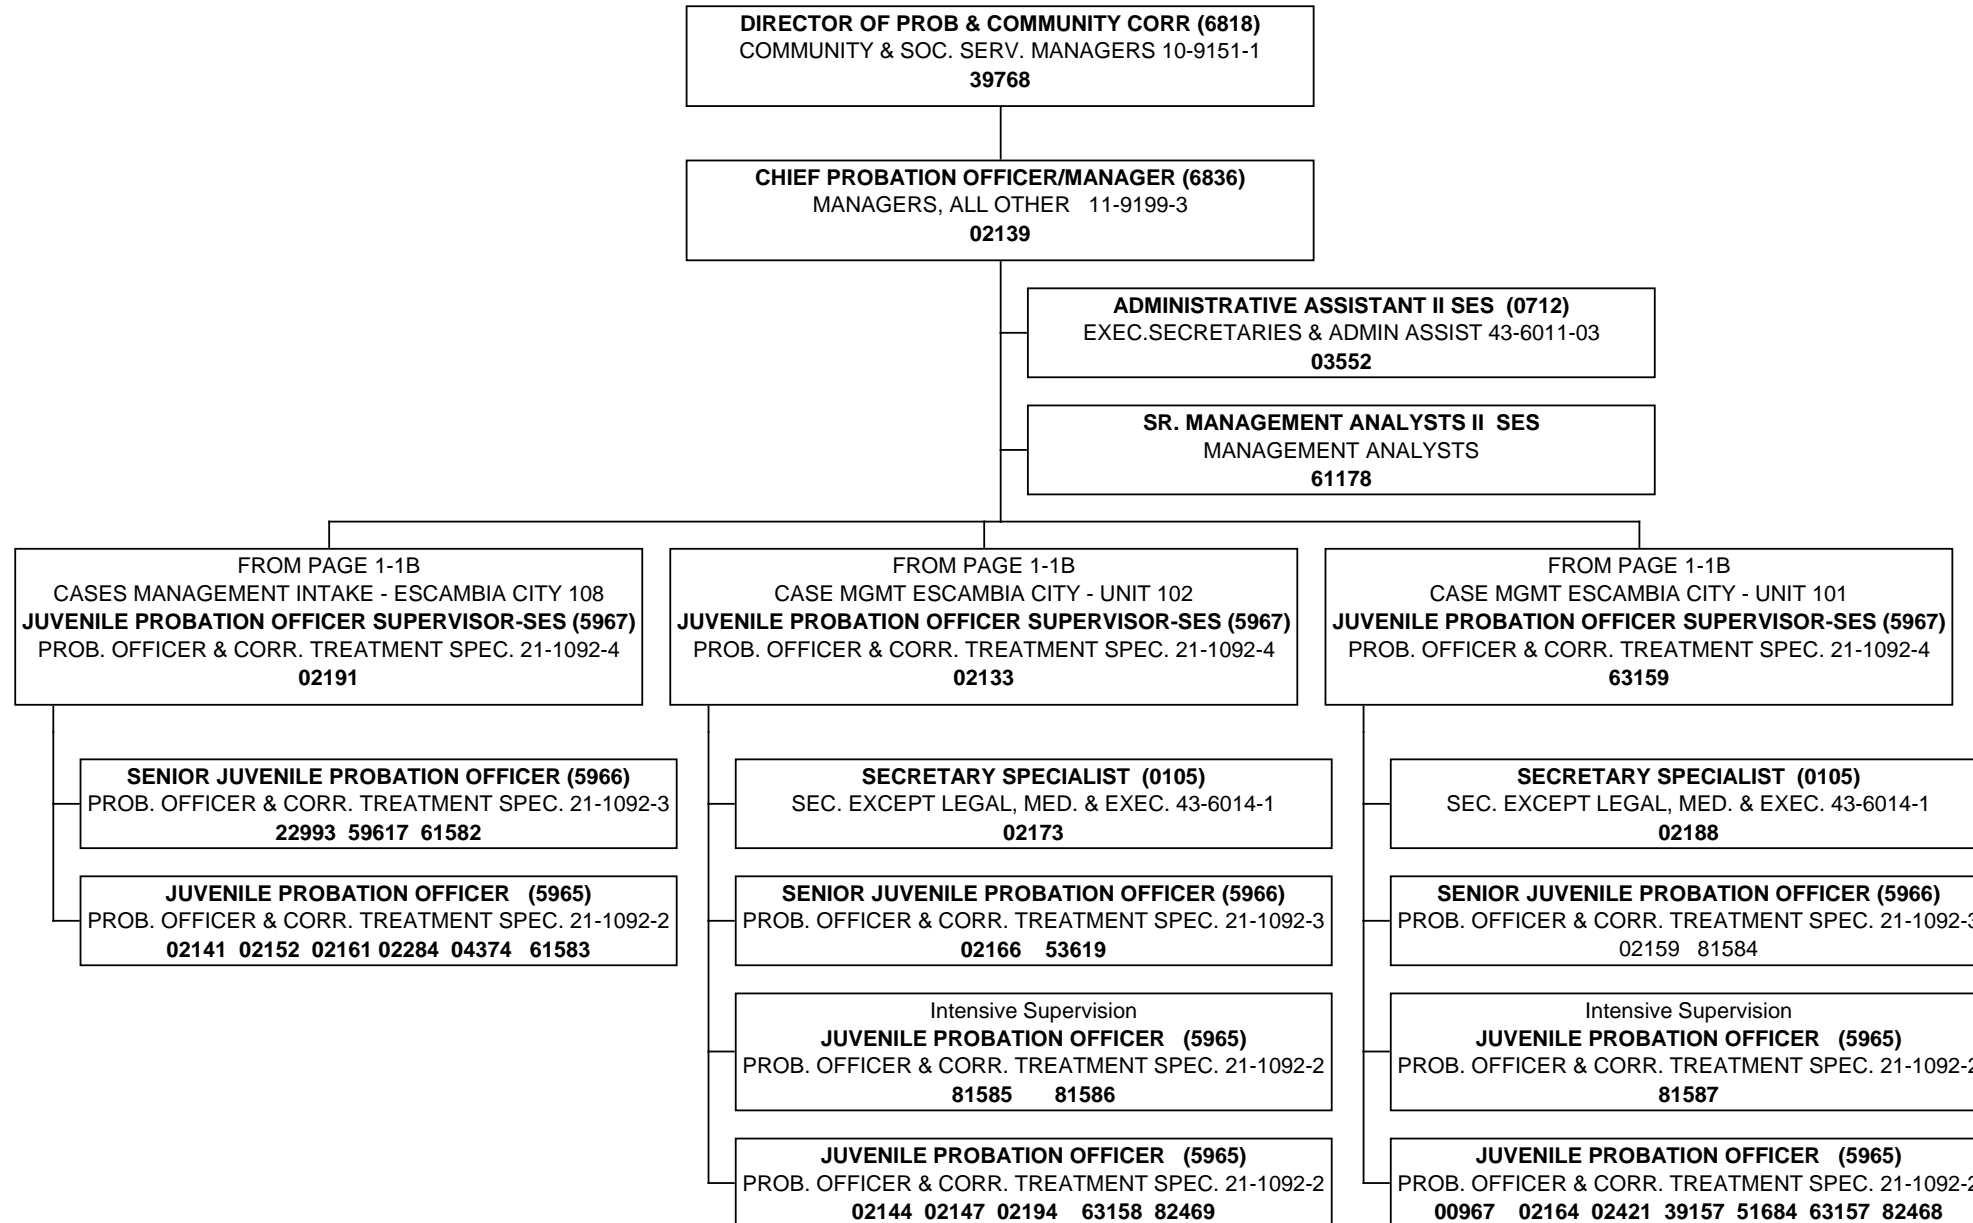 DIRECTOR OF PROB & COMMUNITY CORR (6818)
COMMUNITY & SOC. SERV. MANAGERS 10-9151-1
39768
CHIEF PROBATION OFFICER/MANAGER (6836)
MANAGERS, ALL OTHER 11-9199-3
02139
ADMINISTRATIVE ASSISTANT II SES (0712)
EXEC.SECRETARIES & ADMIN ASSIST 43-6011-03
03552
SR. MANAGEMENT ANALYSTS II SES
MANAGEMENT ANALYSTS
61178
FROM PAGE 1-1B
CASES MANAGEMENT INTAKE - ESCAMBIA CITY 108
JUVENILE PROBATION OFFICER SUPERVISOR-SES (5967)
PROB. OFFICER & CORR. TREATMENT SPEC. 21-1092-4
02191
SENIOR JUVENILE PROBATION OFFICER (5966)
PROB. OFFICER & CORR. TREATMENT SPEC. 21-1092-3
22993 59617 61582
JUVENILE PROBATION OFFICER (5965)
PROB. OFFICER & CORR. TREATMENT SPEC. 21-1092-2
02141 02152 02161 02284 04374 61583
FROM PAGE 1-1B
CASE MGMT ESCAMBIA CITY - UNIT 102
JUVENILE PROBATION OFFICER SUPERVISOR-SES (5967)
PROB. OFFICER & CORR. TREATMENT SPEC. 21-1092-4
02133
SECRETARY SPECIALIST (0105)
SEC. EXCEPT LEGAL, MED. & EXEC. 43-6014-1
02173
SENIOR JUVENILE PROBATION OFFICER (5966)
PROB. OFFICER & CORR. TREATMENT SPEC. 21-1092-3
02166 53619
Intensive Supervision
JUVENILE PROBATION OFFICER (5965)
PROB. OFFICER & CORR. TREATMENT SPEC. 21-1092-2
81585 81586
JUVENILE PROBATION OFFICER (5965)
PROB. OFFICER & CORR. TREATMENT SPEC. 21-1092-2
02144 02147 02194 63158 82469
FROM PAGE 1-1B
CASE MGMT ESCAMBIA CITY - UNIT 101
JUVENILE PROBATION OFFICER SUPERVISOR-SES (5967)
PROB. OFFICER & CORR. TREATMENT SPEC. 21-1092-4
63159
SECRETARY SPECIALIST (0105)
SEC. EXCEPT LEGAL, MED. & EXEC. 43-6014-1
02188
SENIOR JUVENILE PROBATION OFFICER (5966)
PROB. OFFICER & CORR. TREATMENT SPEC. 21-1092-3
02159 81584
Intensive Supervision
JUVENILE PROBATION OFFICER (5965)
PROB. OFFICER & CORR. TREATMENT SPEC. 21-1092-2
81587
JUVENILE PROBATION OFFICER (5965)
PROB. OFFICER & CORR. TREATMENT SPEC. 21-1092-2
00967 02164 02421 39157 51684 63157 82468